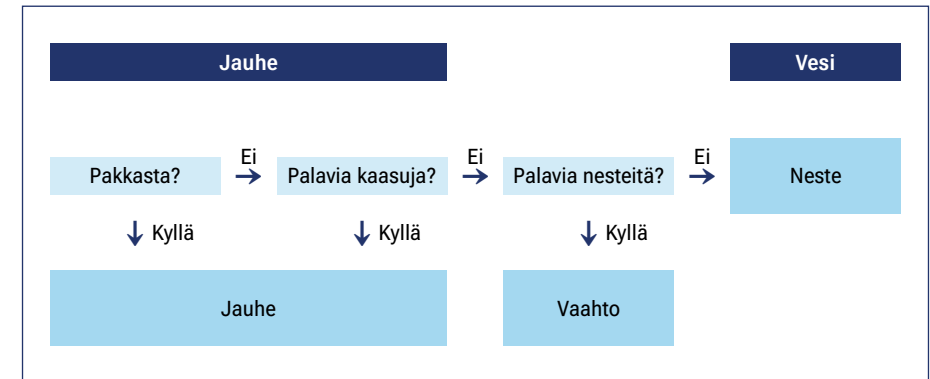 Jauhe
Vesi
Ei
Ei
Ei
Pakkasta?
Palavia kaasuja?
Palavia nesteitä?
Neste
Kyllä
Kyllä
Kyllä
Jauhe
Vaahto